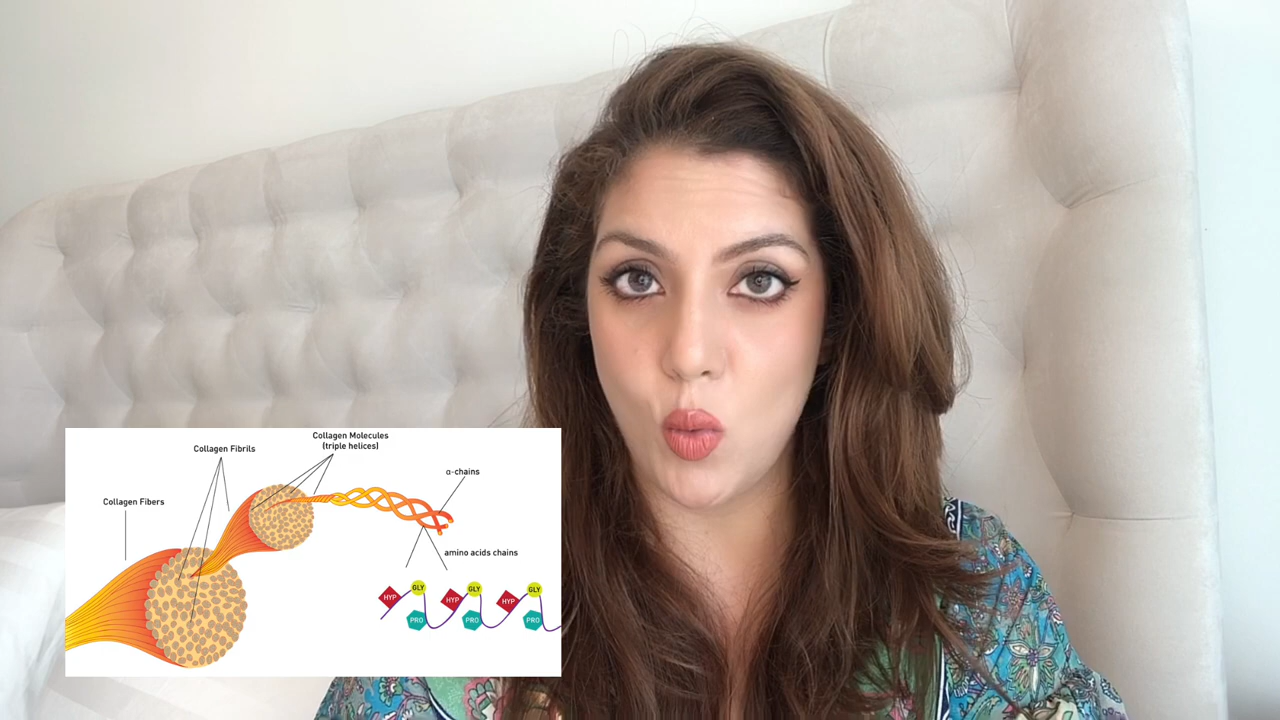 Collagen Molecules
(triple helices)
Collagen Fibrils
α-chains
Collagen Fibers
amino acids chains
HYP GLY HYP GLY HYP GLY
PRO PRO PRO